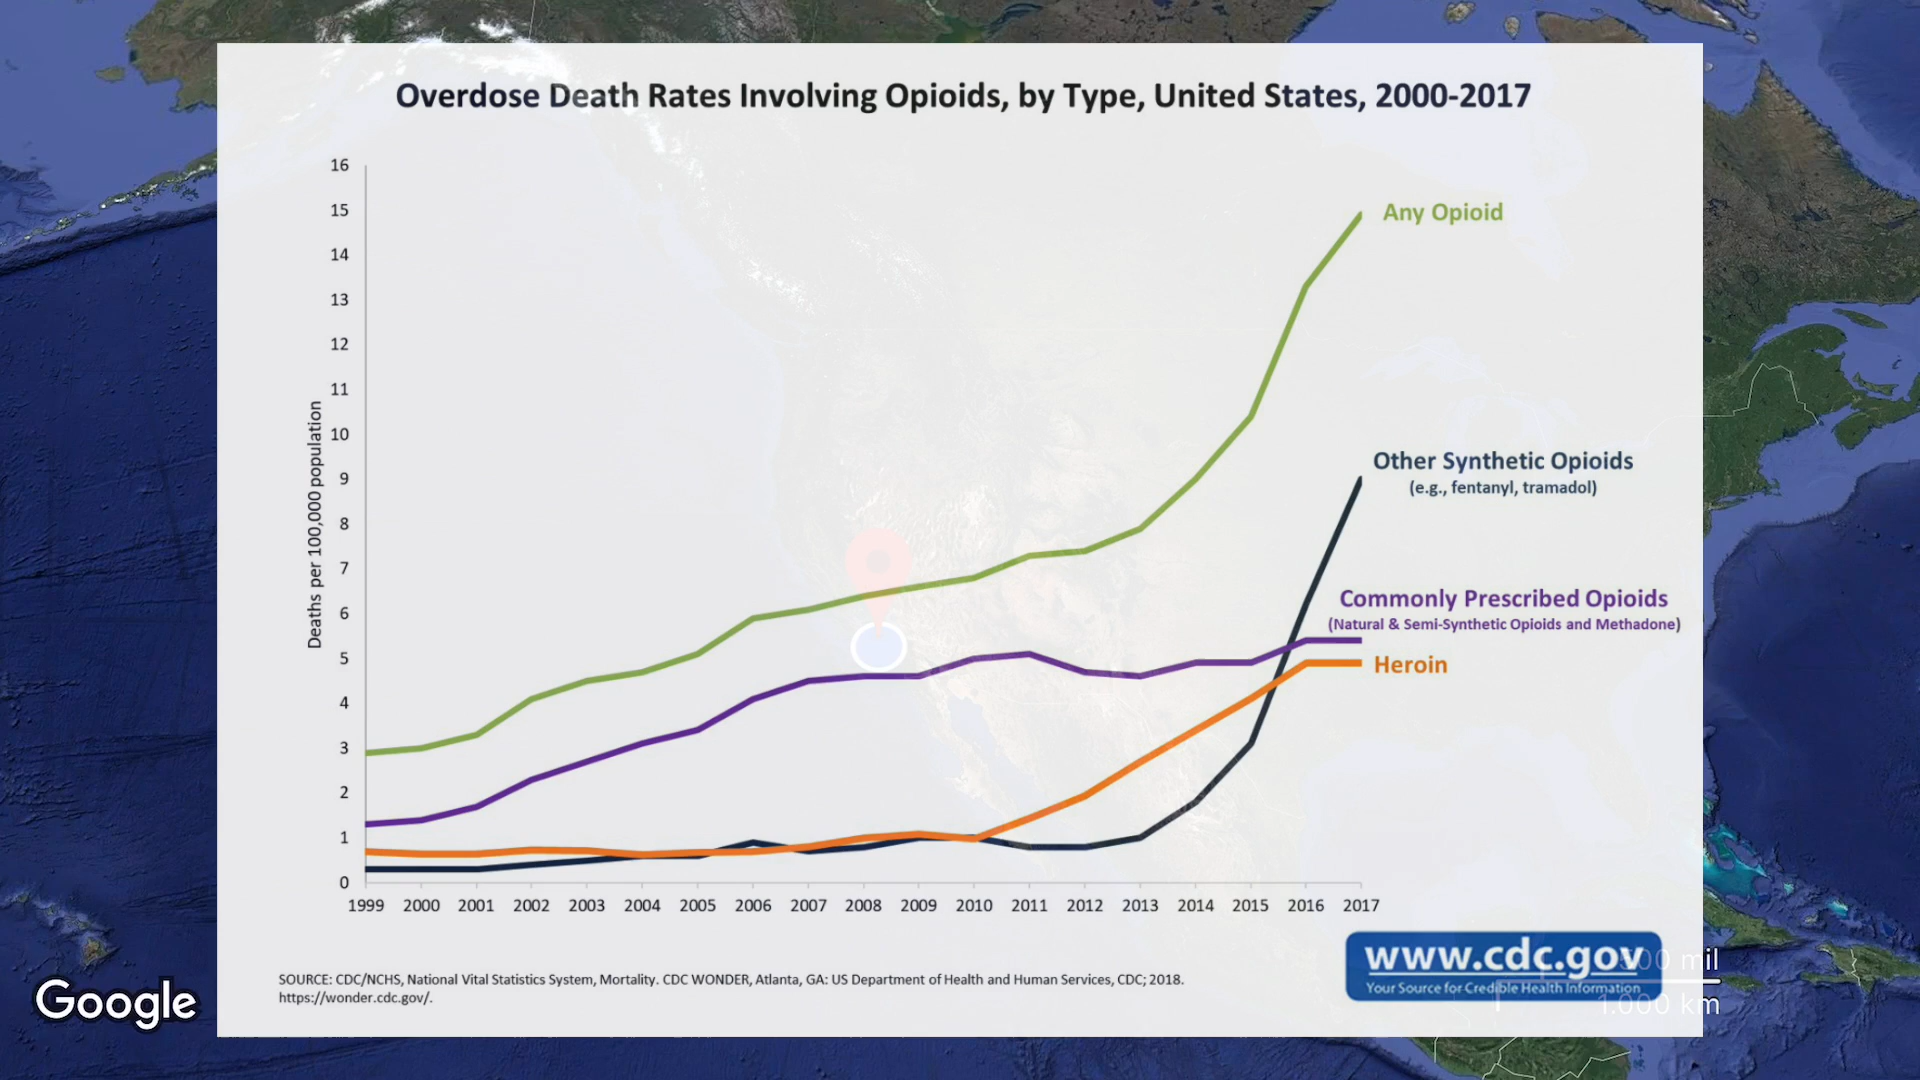 Overdose Death Rates Involving Opioids, by Type, United States, 2000-2017
Deaths per 100,000 population
16
15
14
13
12
11
10
9
8
7
6
5
4
3
2
1
0
Any Opioid
Other Synthetic Opioids
(e.g., fentanyl, tramadol)
Commonly Prescribed Opioids
(Natural & Semi-Synthetic Opioids and Methadone)
Heroin
1999 2000 2001 2002 2003 2004 2005 2006 2007 2008 2009 2010 2011 2012 2013 2014 2015 2016 2017
SOURCE: CDC/NCHS, National Vital Statistics System, Mortality. CDC WONDER, Atlanta, GA: US Department of Health and Human Services, CDC; 2018.
https://wonder.cdc.gov/.
www.cdc.gov
Your Source for Credible Health Information
mil
1.000 km
Google